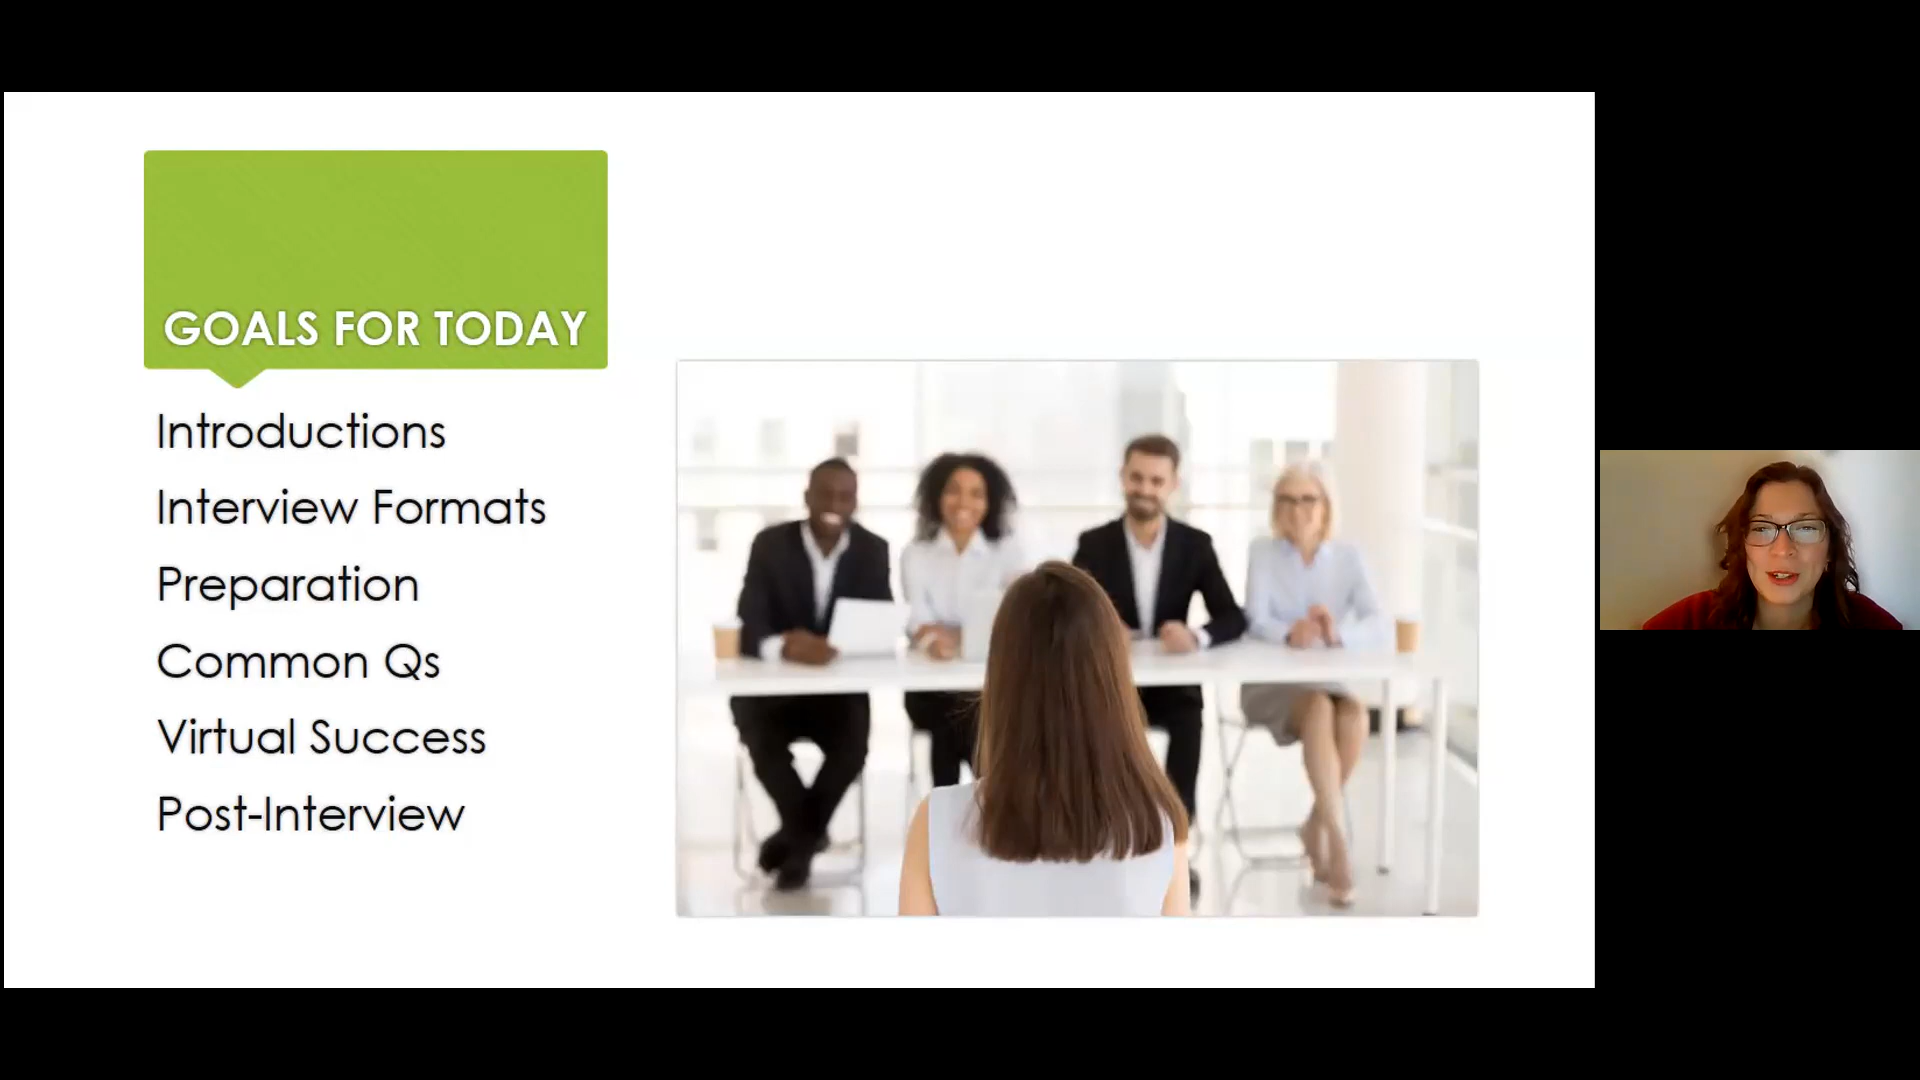 GOALS FOR TODAY
Introductions
Interview Formats
Preparation
Common Qs
Virtual Success
Post-Interview